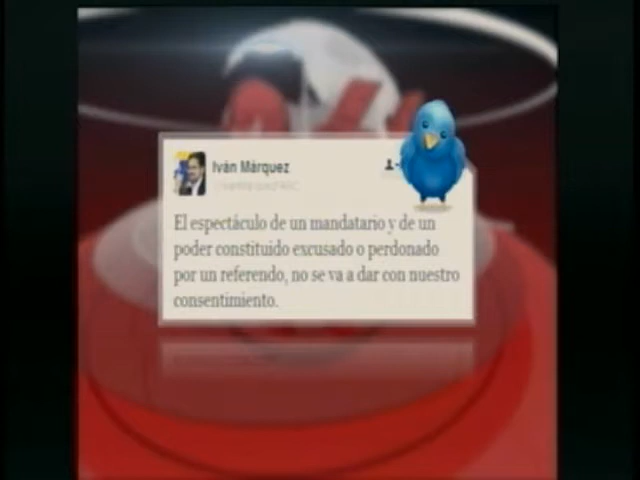 Iván Márquez
El espectáculo de un mandatario y de un
poder constituido excusado o perdonado
por un referendo, no se va a dar con nuestro
consentimiento.